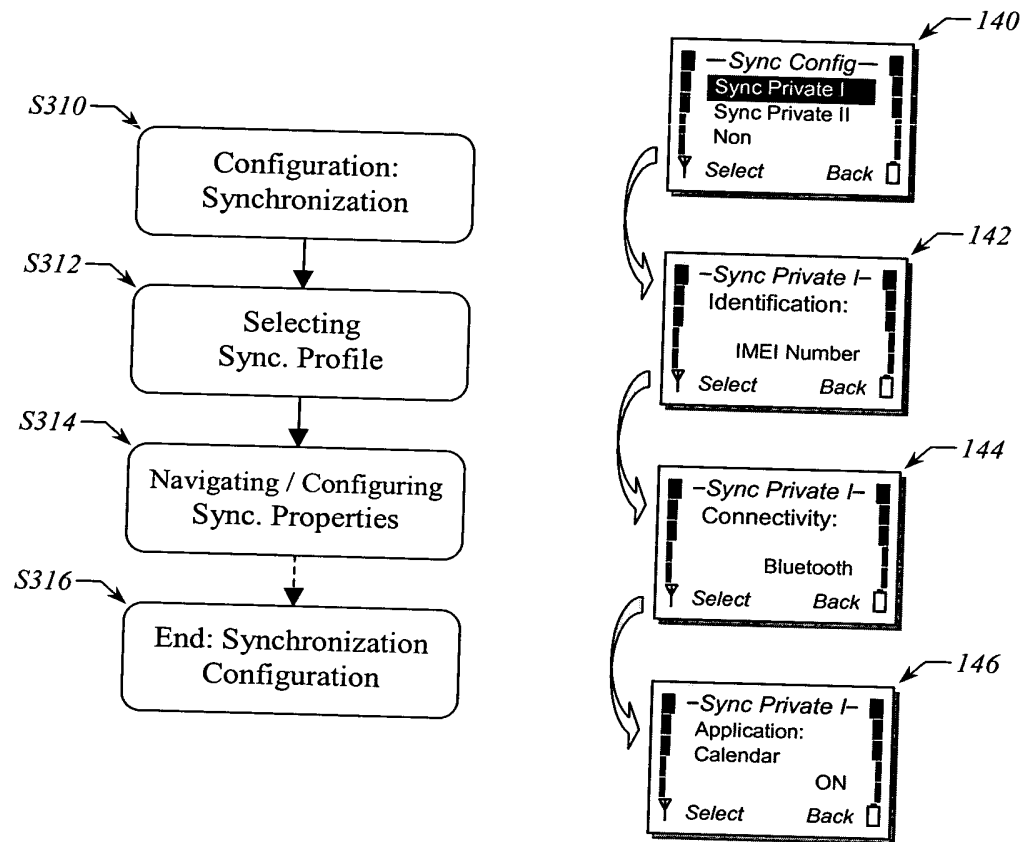 S310
Configuration:
Synchronization
S312
Selecting
Sync. Profile
S314
Navigating / Configuring
Sync. Properties
S316
End: Synchronization
Configuration
140
—Sync Config—
Sync Private I
Sync Private II
Non
Select Back
142
–Sync Private I–
Identification:
IMEI Number
Select Back
144
–Sync Private I–
Connectivity:
Bluetooth
Select Back
146
–Sync Private I–
Application:
Calendar
ON
Select Back